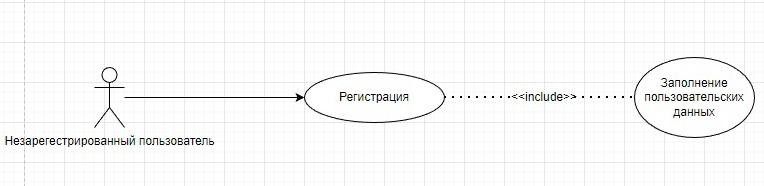 Регистрация
<<include>>
Заполнение
пользовательских
данных
Незарегестрированный пользователь